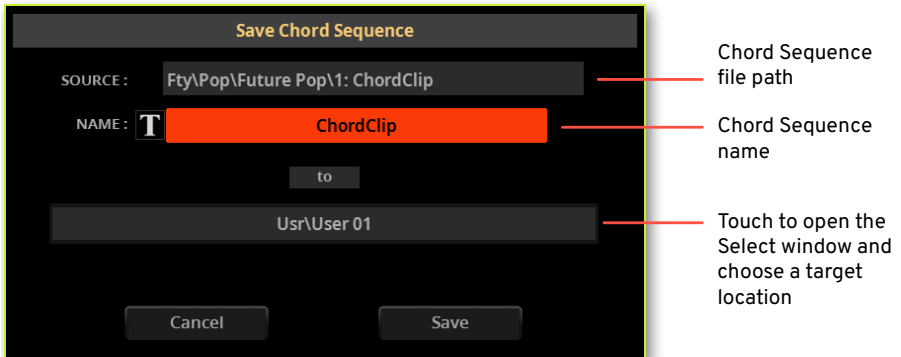 Save Chord Sequence
SOURCE :
Fty\Pop\Future Pop\1: ChordClip
Chord Sequence
file path
NAME :
T
ChordClip
Chord Sequence
name
to
Usr\User 01
Touch to open the
Select window and
choose a target
location
Cancel
Save